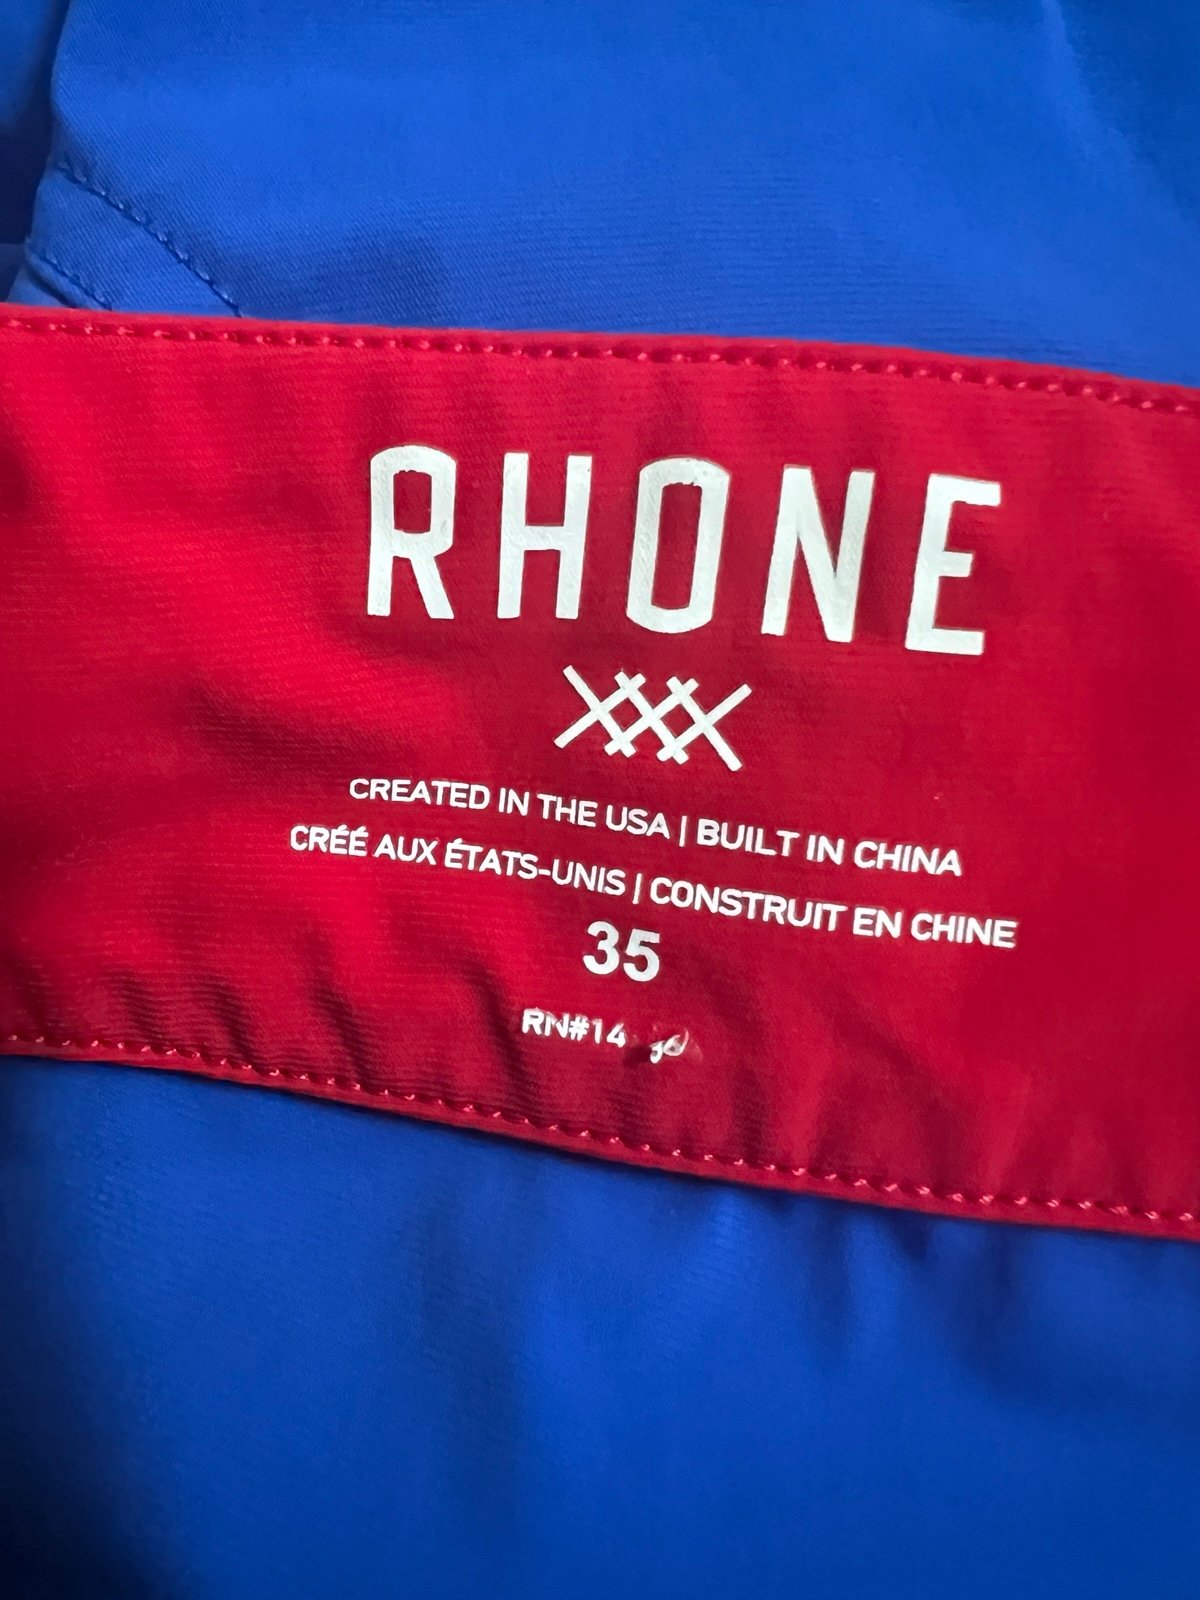 RHONE
CREATED IN THE USA | BUILT IN CHINA
CRÉÉ AUX ÉTATS-UNIS | CONSTRUIT EN CHINE
35